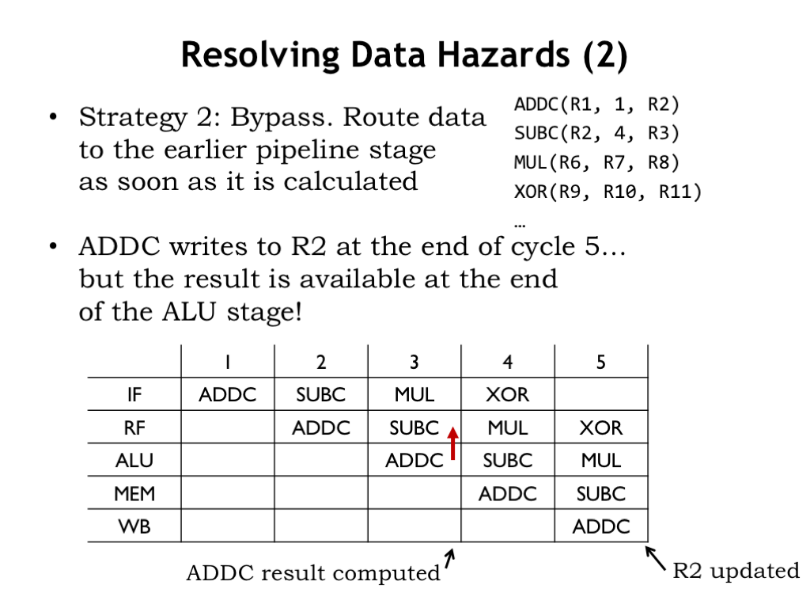 Resolving Data Hazards (2)
• Strategy 2: Bypass. Route data
to the earlier pipeline stage
as soon as it is calculated
ADDC(R1, 1, R2)
SUBC(R2, 4, R3)
MUL(R6, R7, R8)
XOR(R9, R10, R11)
…
• ADDC writes to R2 at the end of cycle 5…
but the result is available at the end
of the ALU stage!
1 2 3 4 5
IF ADDC SUBC MUL XOR
RF ADDC SUBC MUL XOR
ALU ADDC SUBC MUL
MEM ADDC SUBC
WB ADDC
ADDC result computed
R2 updated